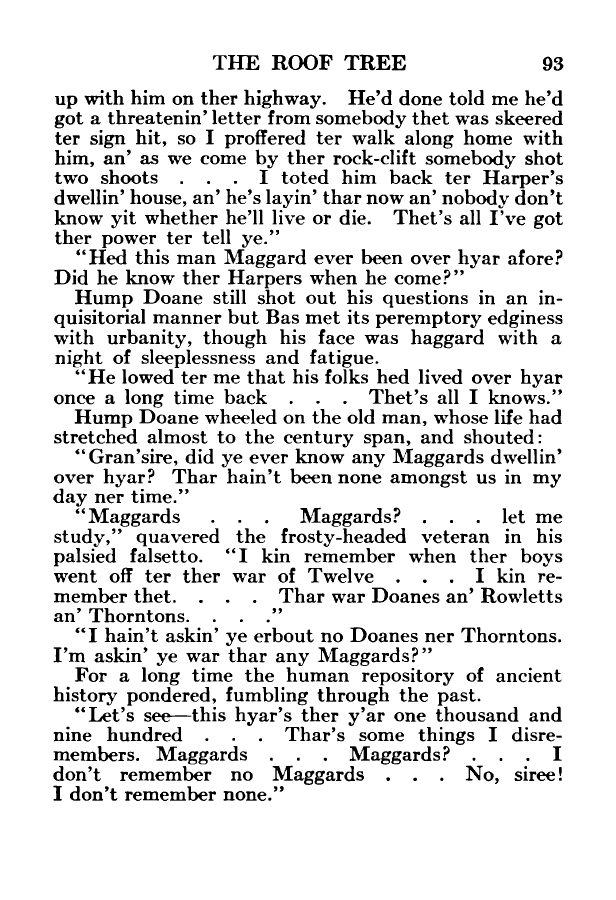 THE ROOF TREE 93
up with him on ther highway. He'd done told me he'd
got a threatenin' letter from somebody thet was skeered
ter sign hit, so I proffered ter walk along home with
him, an' as we come by ther rock-clift somebody shot
two shoots . . . I toted him back ter Harper's
dwellin' house, an' he's layin' thar now an' nobody don't
know yit whether he'll live or die. Thet's all I've got
ther power ter tell ye."
"Hed this man Maggard ever been over hyar afore?
Did he know ther Harpers when he come?"
Hump Doane still shot out his questions in an in-
quisitorial manner but Bas met its peremptory edginess
with urbanity, though his face was haggard with a
night of sleeplessness and fatigue.
"He lowed ter me that his folks hed lived over hyar
once a long time back . . . Thet's all I knows."
Hump Doane wheeled on the old man, whose life had
stretched almost to the century span, and shouted:
"Gran'sire, did ye ever know any Maggards dwellin'
over hyar? Thar hain't been none amongst us in my
day ner time."
"Maggards . . . Maggards? . . . let me
study," quavered the frosty-headed veteran in his
palsied falsetto. "I kin remember when ther boys
went off ter ther war of Twelve . . . I kin re-
member thet. . . . Thar war Doanes an' Rowletts
an' Thorntons. . . ."
"I hain't askin' ye erbout no Doanes ner Thorntons.
I'm askin' ye war thar any Maggards?"
For a long time the human repository of ancient
history pondered, fumbling through the past.
"Let's see—this hyar's ther y'ar one thousand and
nine hundred . . . Thar's some things I disre-
members. Maggards . . . Maggards? . . . I
don't remember no Maggards . . . No, siree!
I don't remember none."